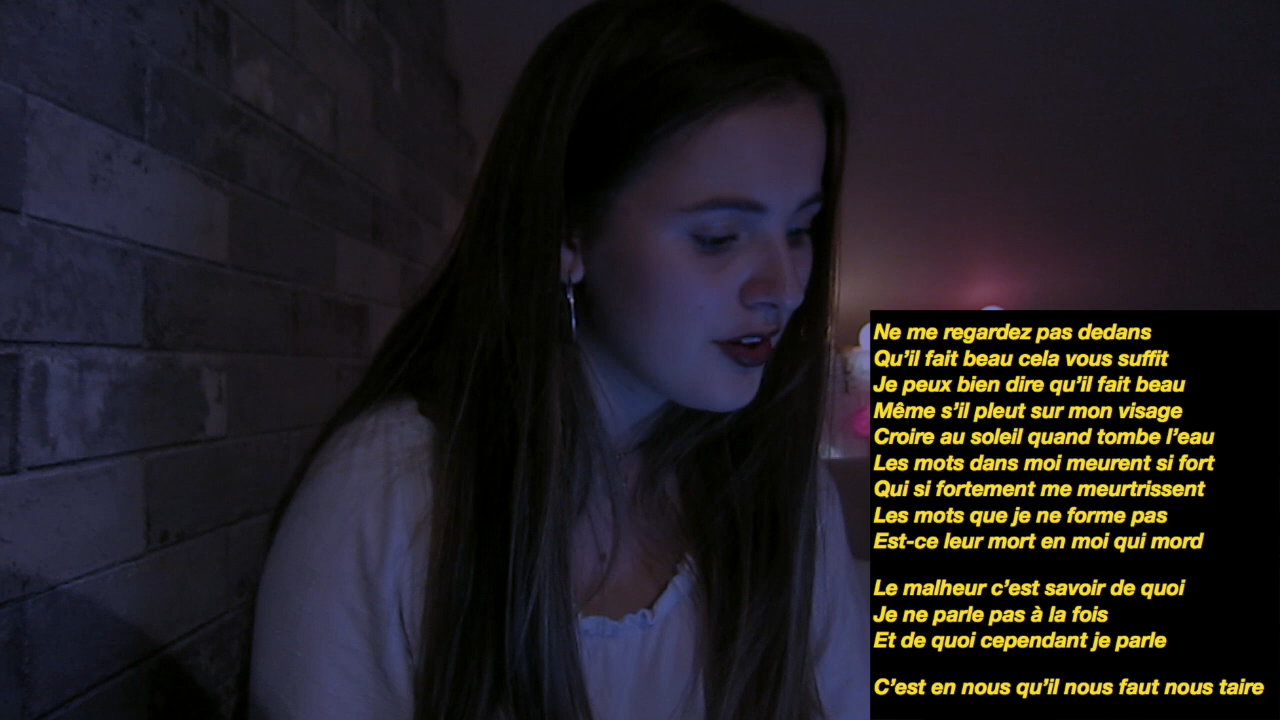 Ne me regardez pas dedans
Qu’il fait beau cela vous suffit
Je peux bien dire qu’il fait beau
Même s’il pleut sur mon visage
Croire au soleil quand tombe l’eau
Les mots dans moi meurent si fort
Qui si fortement me meurtrissent
Les mots que je ne forme pas
Est-ce leur mort en moi qui mord
Le malheur c’est savoir de quoi
Je ne parle pas à la fois
Et de quoi cependant je parle
C’est en nous qu’il nous faut nous taire